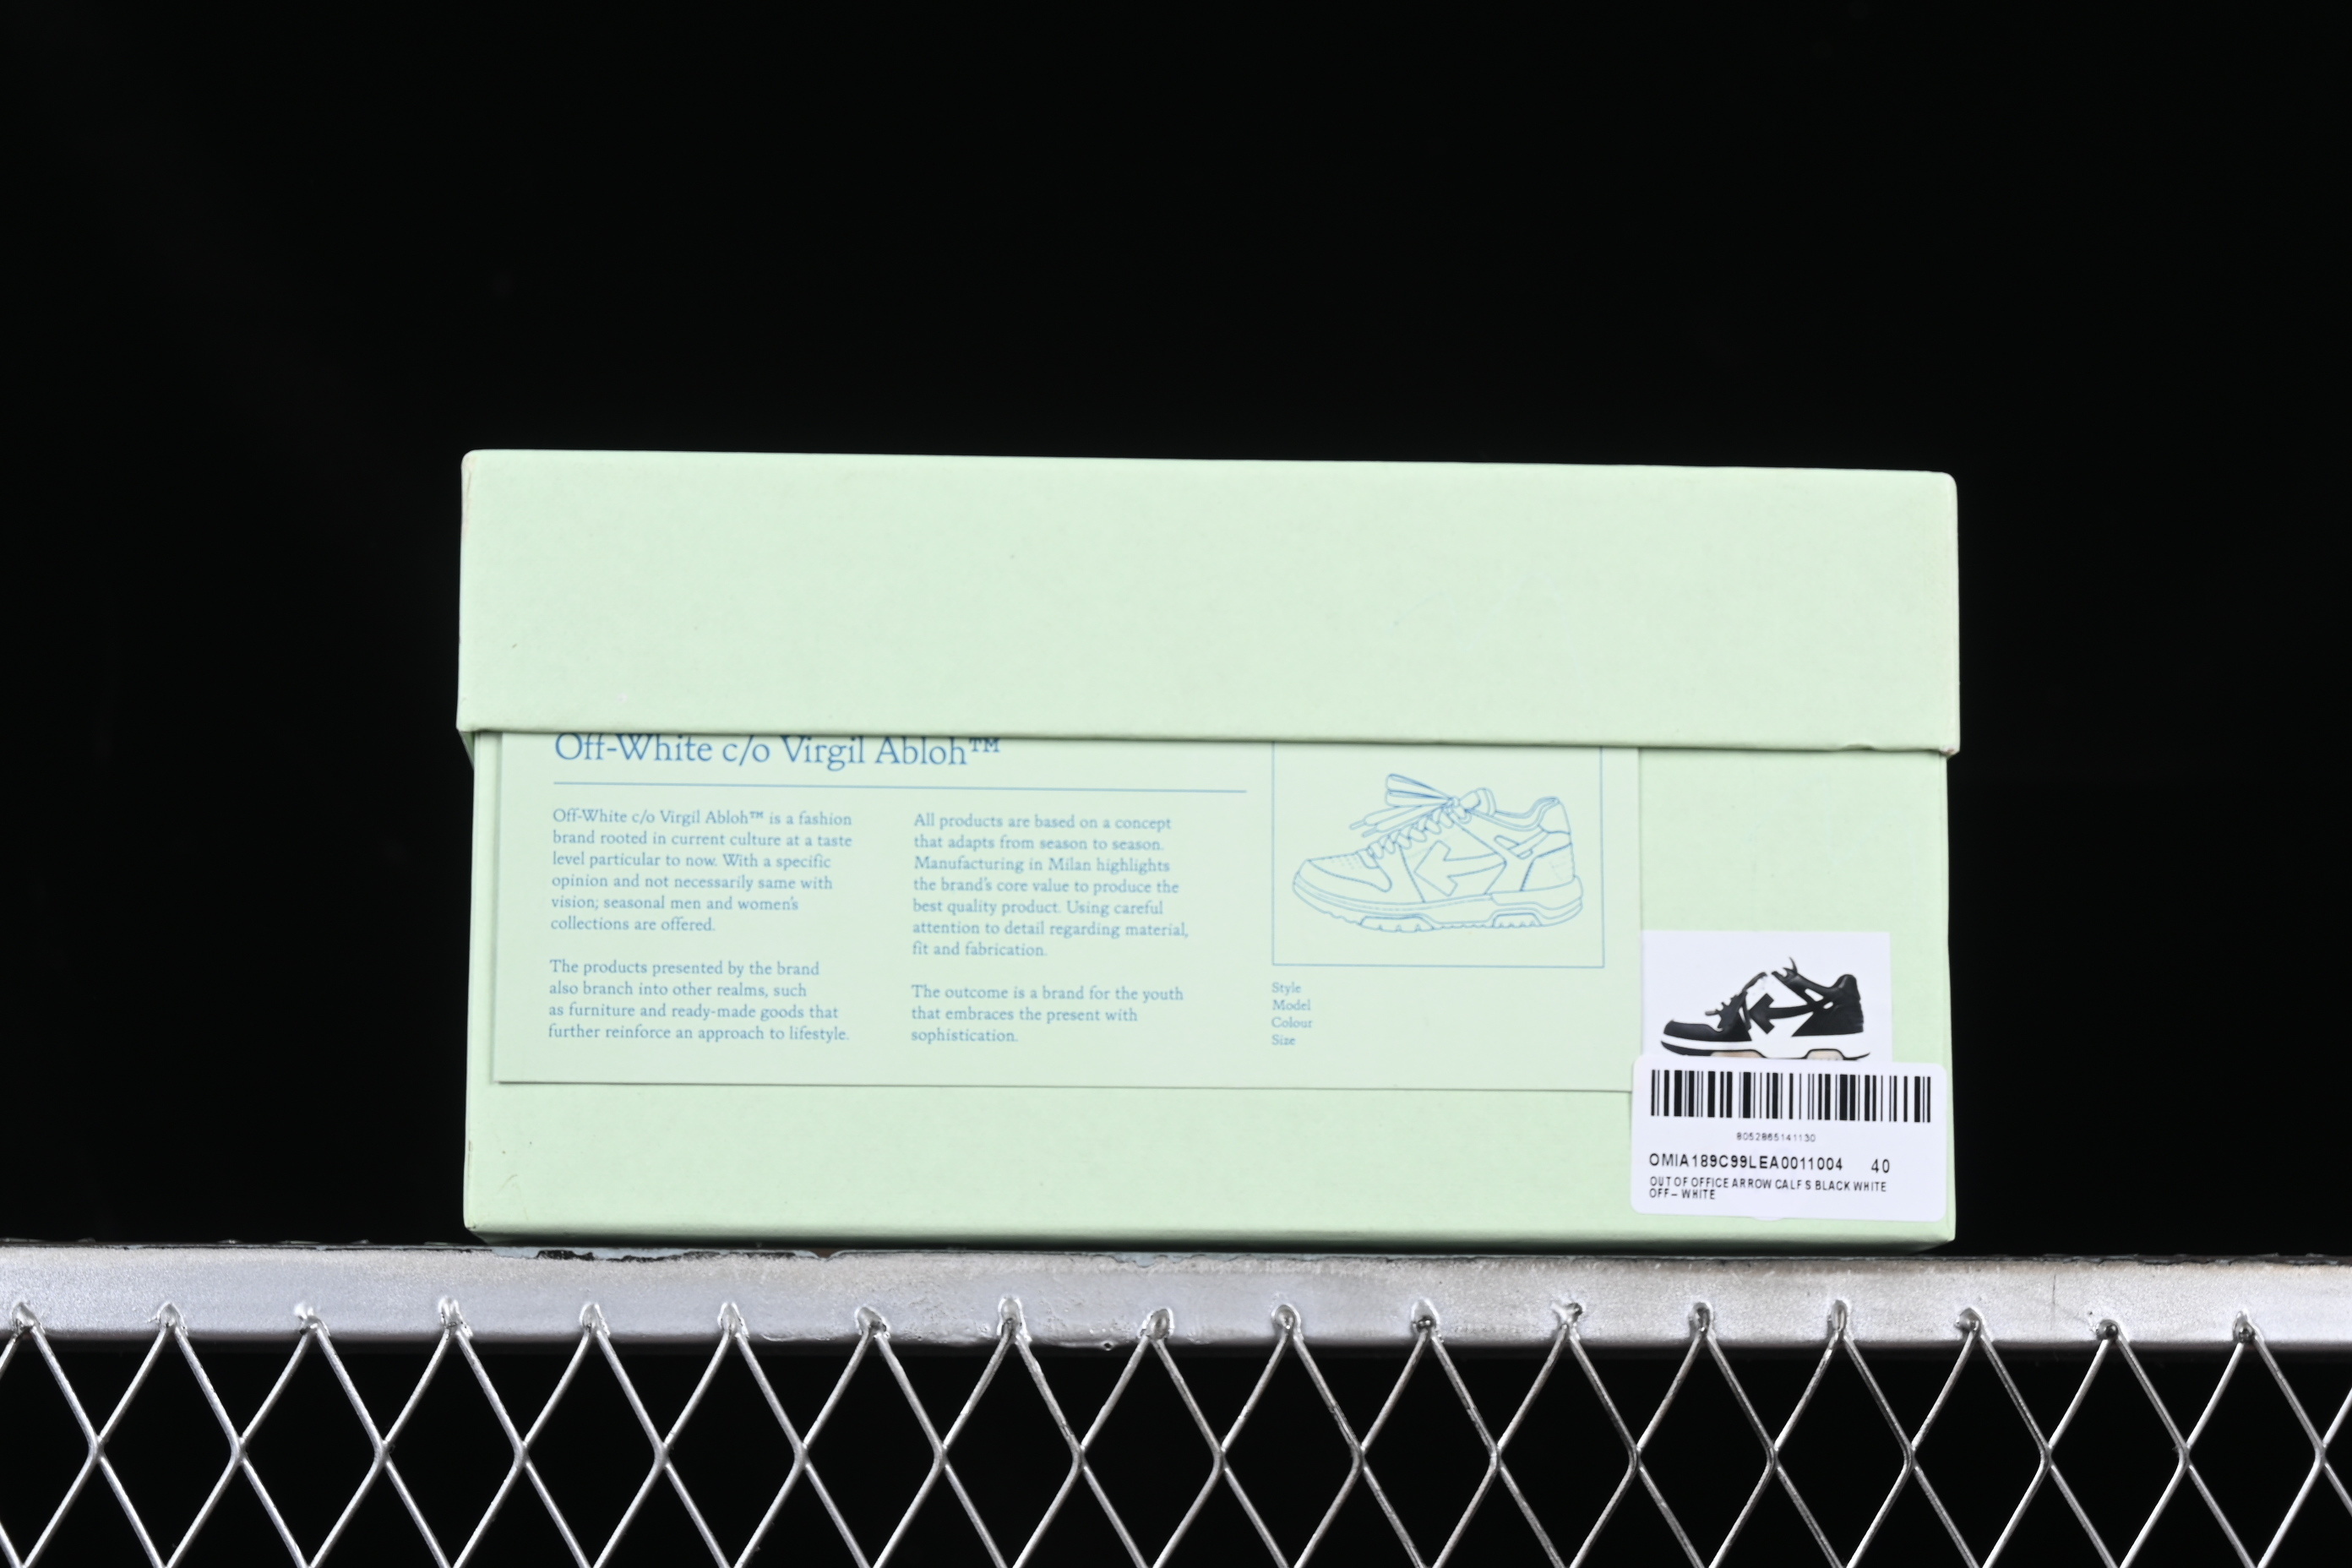 Off-White c/o Virgil Abloh™
Off-White c/o Virgil Abloh™ is a fashion
brand rooted in current culture at a taste
level particular to now. With a specific
opinion and not necessarily same with
vision; seasonal men and women's
collections are offered.
The products presented by the brand
also branch into other realms, such
as furniture and ready-made goods that
further reinforce an approach to lifestyle.
All products are based on a concept
that adapts from season to season.
Manufacturing in Milan highlights
the brand's core value to produce the
best quality product. Using careful
attention to detail regarding material,
fit and fabrication.
The outcome is a brand for the youth
that embraces the present with
sophistication.
Style
Model
Colour
Size
8052865141130
OMIA189C99LEA0011004 40
OUT OF OFFICE ARROW CALF S BLACK WHITE
OFF-WHITE